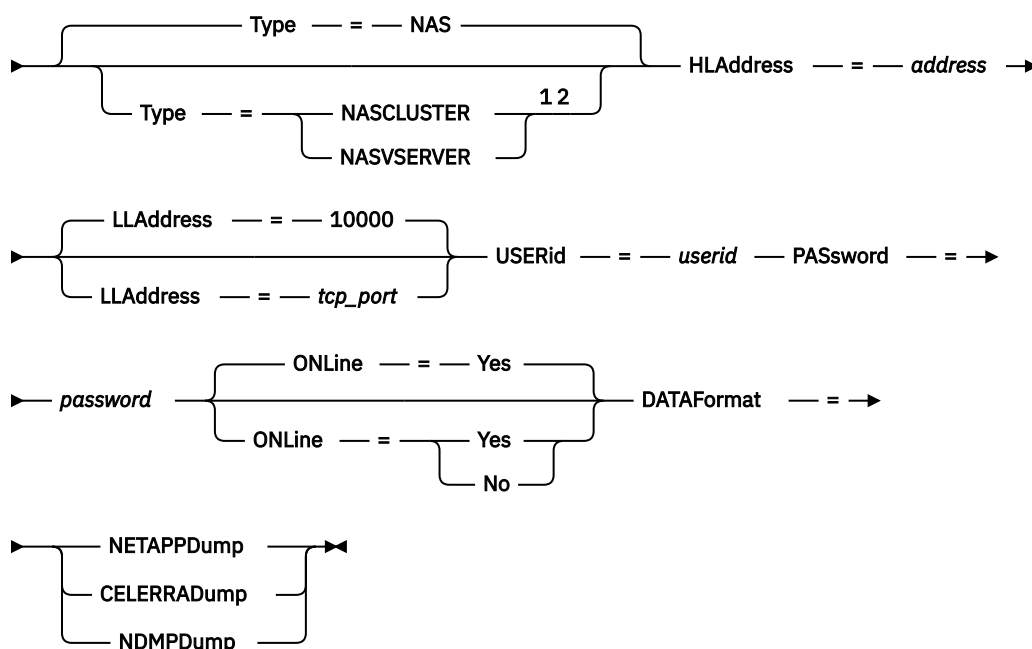 Type = NAS
HLAddress = address
Type = NASCLUSTER 1 2
NASVSERVER
LLAddress = 10000
USERid = userid PASsword =
LLAddress = tcp_port
ONLine = Yes
password DATAFormat =
ONLine = Yes
No
NETAPPDump
CELERRADump
NDMPDump